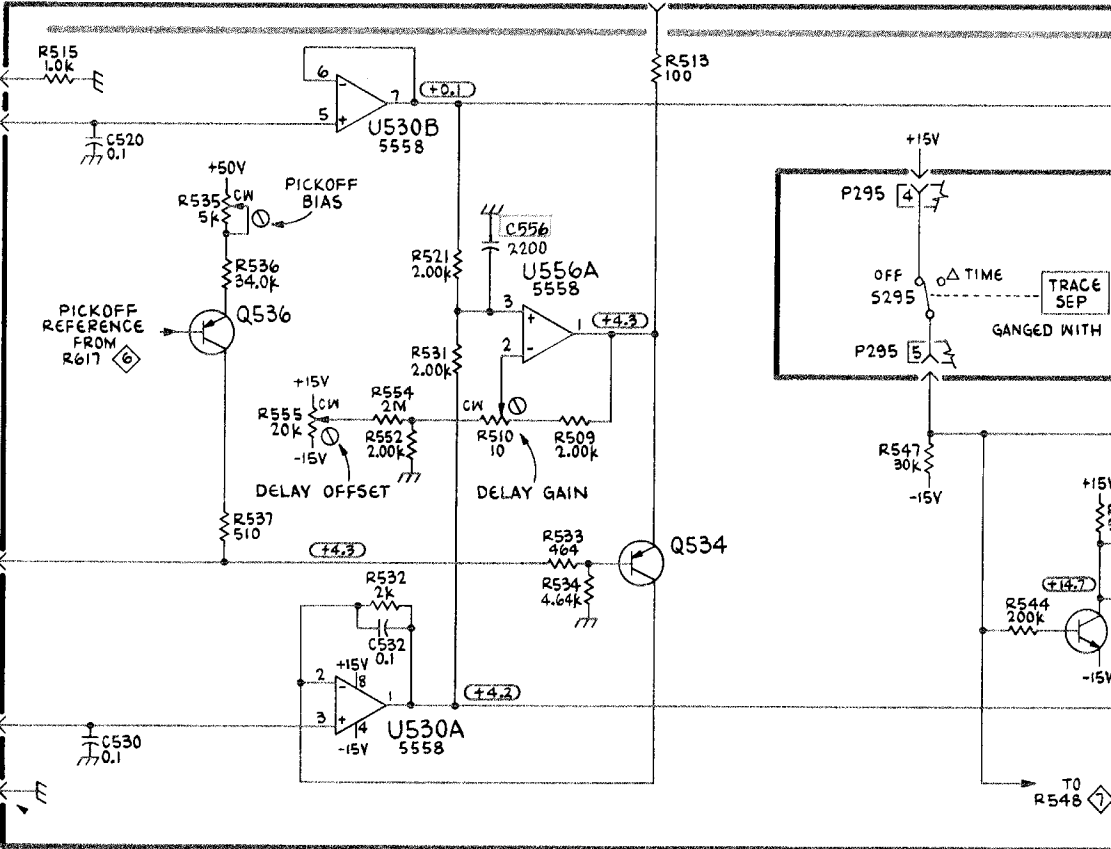 R515
1.0k
6
5
7
+0.1
U530B
5558
C520
0.1
R513
100
+50V
R535
5k
CW
PICKOFF
BIAS
R536
34.0k
Q536
PICKOFF
REFERENCE
FROM
R617 6
R521
2.00k
C556
2200
U556A
5558
3
2
1
+4.3
R531
2.00k
+15V
CW
R555
20k
-15V
R554
2M
R552
2.00k
CW
R510
10
R509
2.00k
DELAY OFFSET
DELAY GAIN
+15V
P295 4
OFF
S295
Δ TIME
TRACE
SEP
GANGED WITH
P295 5
R547
30k
-15V
R537
510
+4.3
R533
464
R534
4.64k
Q534
R532
2k
C532
0.1
+15V
8
2
3
1
4
-15V
+4.2
U530A
5558
C530
0.1
+15V
+14.7
R544
200k
-15V
TO
R548 7